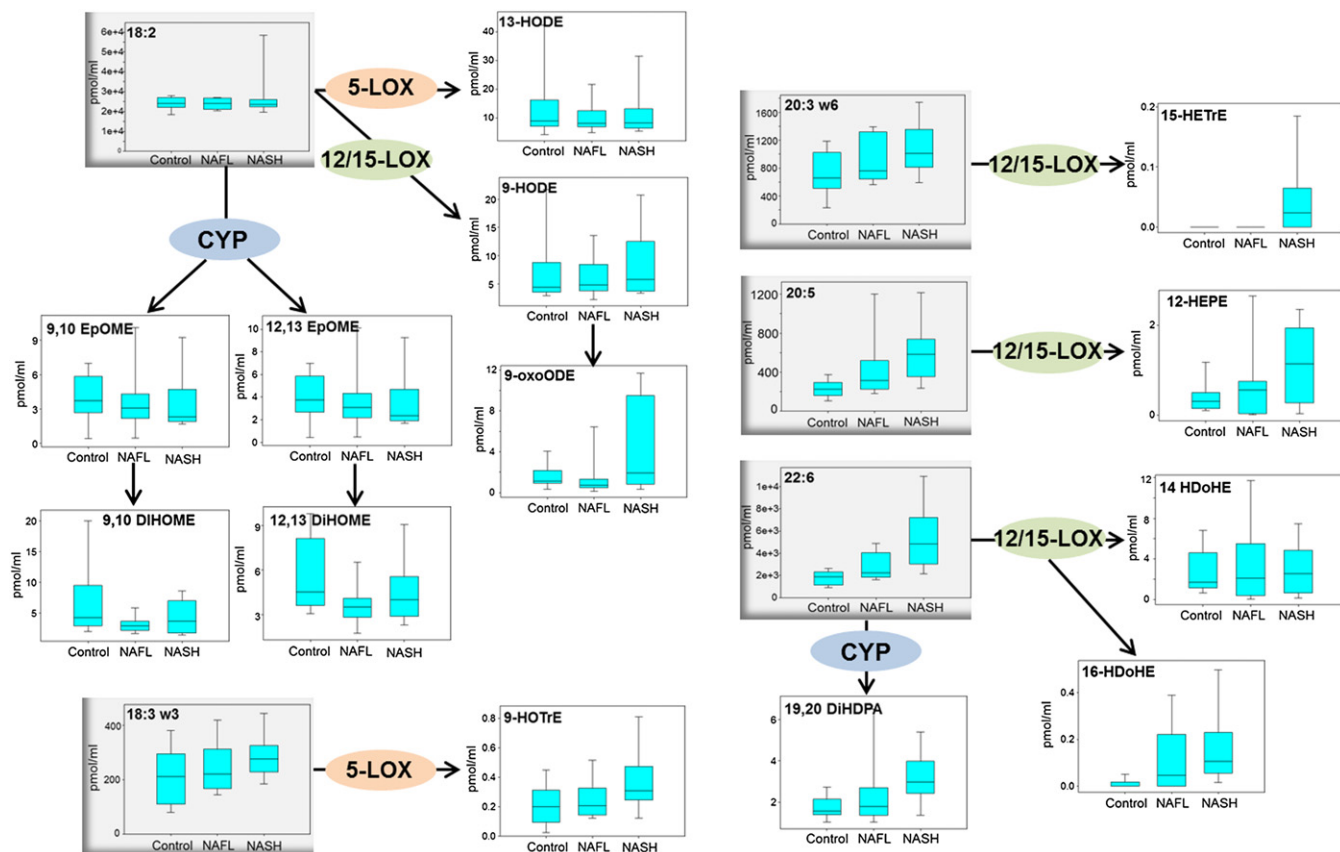 18:2
pmol/ml
6e+4
5e+4
4e+4
3e+4
2e+4
2e+4
0
Control NAFL NASH
5-LOX
12/15-LOX
CYP
13-HODE
pmol/ml
40
30
20
10
Control NAFL NASH
9-HODE
pmol/ml
20
15
10
5
Control NAFL NASH
9,10 EpOME
pmol/ml
9
6
3
0
Control NAFL NASH
12,13 EpOME
pmol/ml
10
8
6
4
2
0
Control NAFL NASH
9-oxoODE
pmol/ml
12
8
4
0
Control NAFL NASH
9,10 DIHOME
pmol/ml
20
15
10
5
Control NAFL NASH
12,13 DiHOME
pmol/ml
9
6
3
Control NAFL NASH
18:3 w3
pmol/ml
400
200
0
Control NAFL NASH
5-LOX
9-HOTrE
pmol/ml
0.8
0.6
0.4
0.2
0.0
Control NAFL NASH
20:3 w6
pmol/ml
1600
1200
800
400
0
Control NAFL NASH
12/15-LOX
15-HETrE
pmol/ml
0.2
0.1
0.0
Control NAFL NASH
20:5
pmol/ml
1200
800
400
0
Control NAFL NASH
12/15-LOX
12-HEPE
pmol/ml
2
0
Control NAFL NASH
22:6
pmol/ml
1e+4
8e+3
6e+3
4e+3
2e+3
0
Control NAFL NASH
12/15-LOX
14 HDoHE
pmol/ml
12
8
4
0
Control NAFL NASH
CYP
19,20 DiHDPA
pmol/ml
6
4
2
Control NAFL NASH
16-HDoHE
pmol/ml
0.4
0.2
0.0
Control NAFL NASH